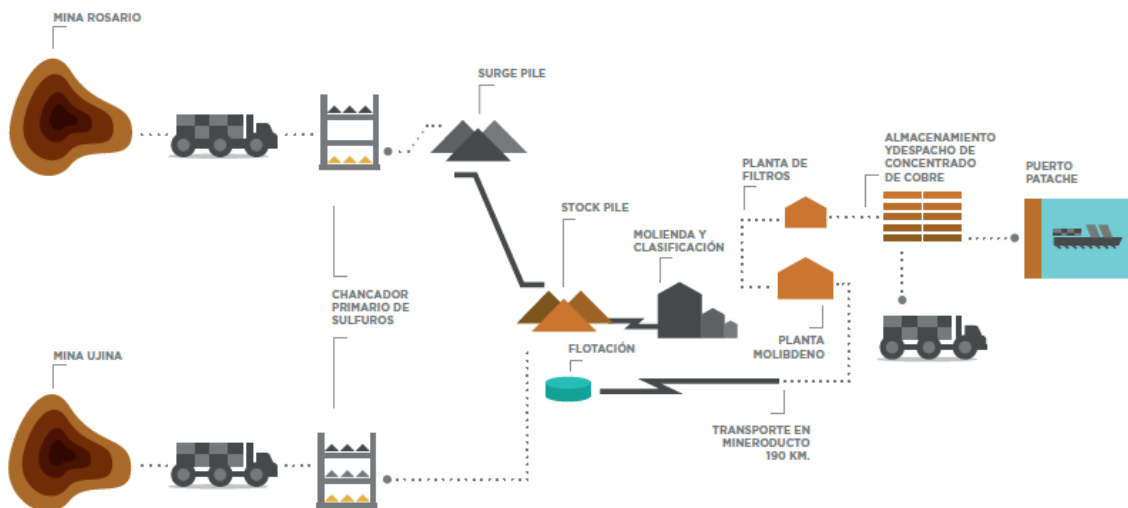 MINA ROSARIO
SURGE PILE
ALMACENAMIENTO
YDESPACHO DE
CONCENTRADO
DE COBRE
PUERTO
PATACHE
PLANTA DE
FILTROS
STOCK PILE
MOLIENDA Y
CLASIFICACIÓN
CHANCADOR
PRIMARIO DE
SULFUROS
PLANTA
MOLIBDENO
MINA UJINA
FLOTACIÓN
TRANSPORTE EN
MINERODUCTO
190 KM.